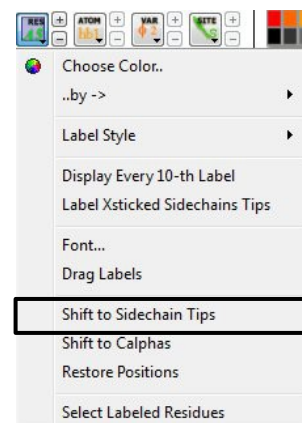 RES ATOM VAR SITE
Choose Color..
..by ->
Label Style
Display Every 10-th Label
Label Xsticked Sidechains Tips
Font...
Drag Labels
Shift to Sidechain Tips
Shift to Calphas
Restore Positions
Select Labeled Residues